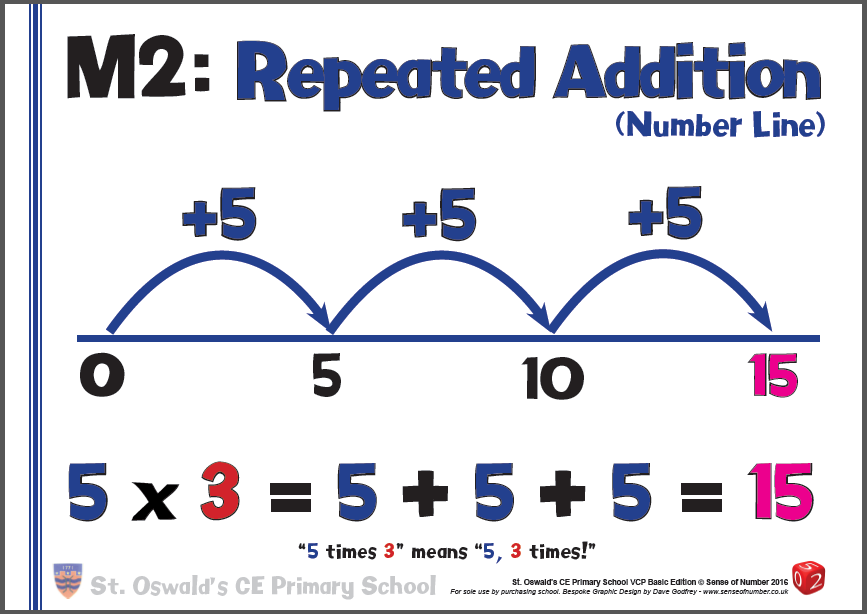 M2: Repeated Addition
(Number Line)
+5 +5 +5
0 5 10 15
5 x 3 = 5 + 5 + 5 = 15
“5 times 3” means “5, 3 times!”
St. Oswald's CE Primary School
St. Oswald's CE Primary School VCP Basic Edition © Sense of Number 2016
For sole use by purchasing school. Bespoke Graphic Design by Dave Godfrey - www.senseofnumber.co.uk
5 0 2